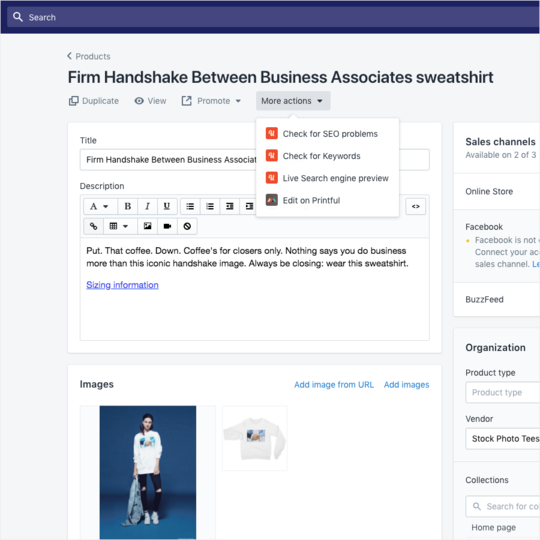 Search
Products
Firm Handshake Between Business Associates sweatshirt
Duplicate
View
Promote
More actions
Check for SEO problems
Check for Keywords
Live Search engine preview
Edit on Printful
Title
Firm Handshake Between Business Associat
Description
A
B
I
U
<>
Put. That coffee. Down. Coffee's for closers only. Nothing says you do business
more than this iconic handshake image. Always be closing: wear this sweatshirt.
Sizing information
Images
Add image from URL
Add images
Sales channels
Available on 2 of 3
Online Store
Facebook
Facebook is not
Connect your ac
sales channel. Le
BuzzFeed
Organization
Product type
Product type
Vendor
Stock Photo Tees
Collections
Search for co
Home page